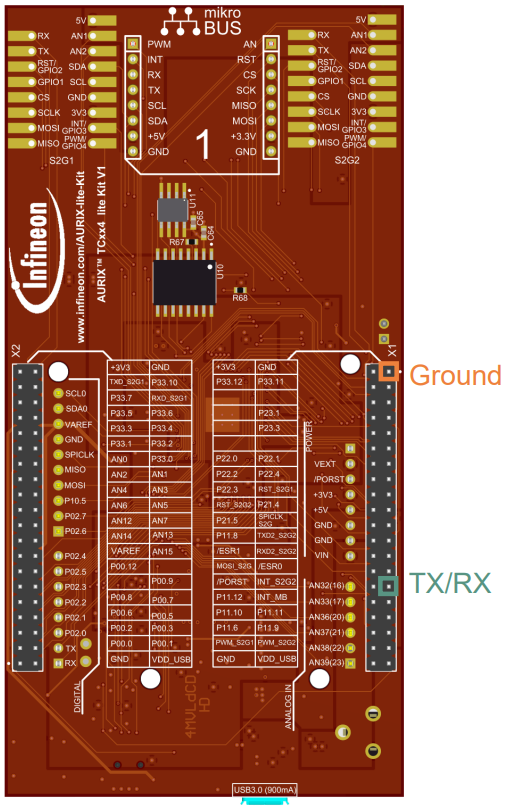 mikro
BUS
5V
RX AN1
TX AN2
RST/ GPIO2 SDA
GPIO1 SCL
CS GND
SCLK 3V3
MOSI INT/ GPIO3
MISO PWM/ GPIO4
S2G1
PWM AN
INT RST
RX CS
TX SCK
SCL MISO
SDA MOSI
+5V +3.3V
GND GND
1
5V
RX AN1
TX AN2
RST/ GPIO2 SDA
GPIO1 SCL
CS GND
SCLK 3V3
MOSI INT/ GPIO3
MISO PWM/ GPIO4
S2G2
Infineon
www.infineon.com/AURIX-lite-Kit
AURIX™ TCxx4 lite Kit V1
U11
C65
C64
R67
U10
R68
X2
X1
Ground
TX/RX
SCL0
SDA0
VAREF
GND
SPICLK
MISO
MOSI
P10.5
P02.7
P02.6
P02.4
P02.5
P02.3
P02.2
P02.1
P02.0
TX
RX
DIGITAL
+3V3 GND
TXD_S2G1 P33.10
P33.7 RXD_S2G1
P33.5 P33.6
P33.3 P33.4
P33.1 P33.2
AN0 P33.0
AN2 AN1
AN4 AN3
AN6 AN5
AN12 AN7
AN14 AN13
VAREF AN15
P00.12
P00.9
P00.8 P00.7
P00.6 P00.5
P00.2 P00.3
P00.0 P00.1
GND VDD_USB
+3V3 GND
P33.12 P33.11
P23.1
P23.3
P22.0 P22.1
P22.2 P22.4
P22.3 RST_S2G1
RST_S2G2 P21.4
P21.5 SPICLK_ S2G
P11.8 TXD2_S2G2
/ESR1 RXD2_S2G2
MOSI_S2G /ESR0
/PORST INT_S2G2
P11.12 INT_MB
P11.10 P11.11
P11.6 P11.9
PWM_S2G1 PWM_S2G2
GND VDD_USB
POWER
VEXT
/PORST
+3V3
+5V
GND
GND
VIN
AN32(16)
AN33(17)
AN36(20)
AN37(21)
AN38(22)
AN39(23)
ANALOG IN
4MVLdCD
HD
USB3.0 (900mA)